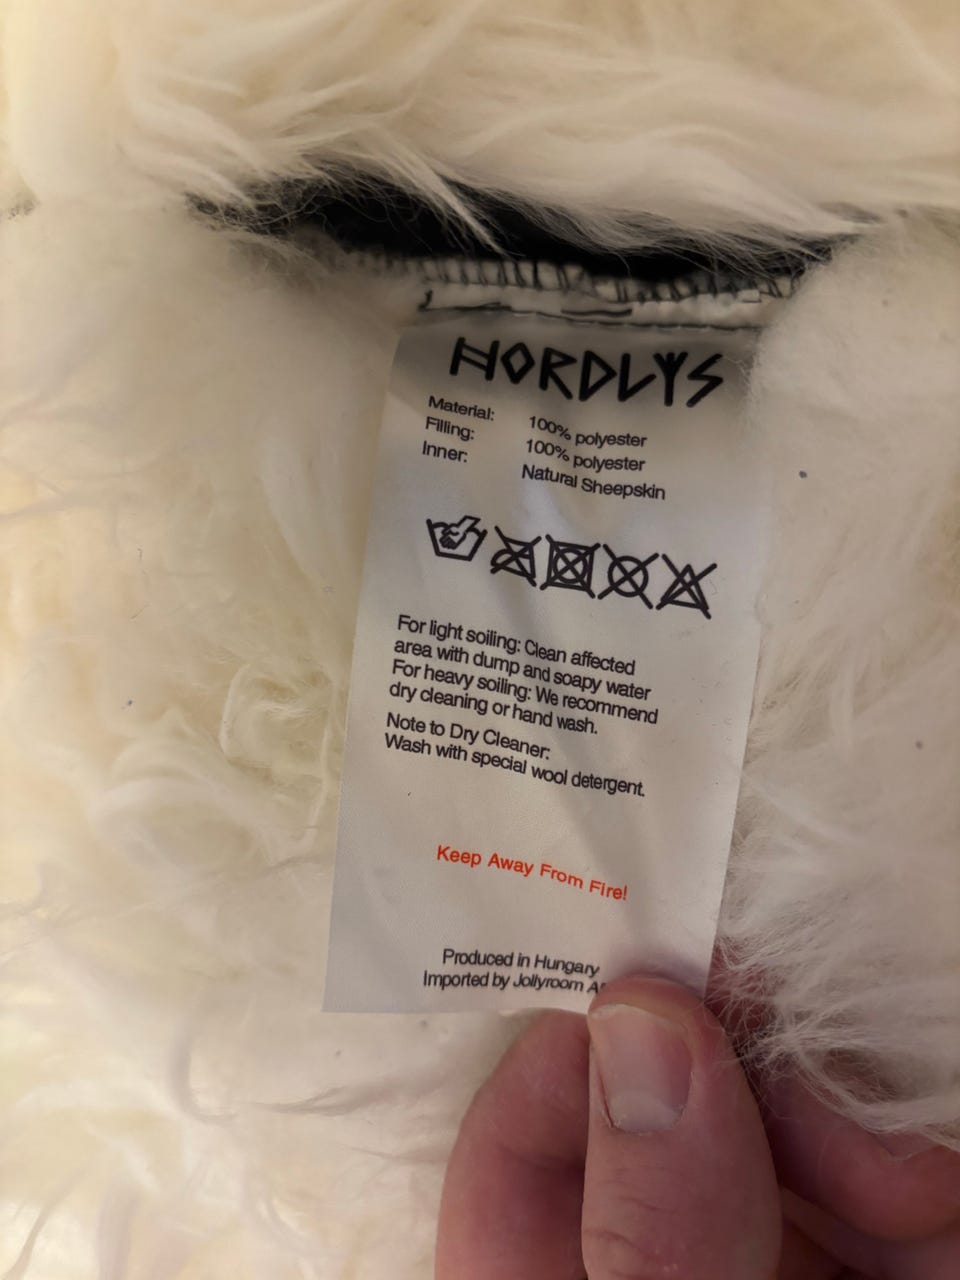 NORDLYS
Material: 100% polyester
Filling: 100% polyester
Inner: Natural Sheepskin
For light soiling: Clean affected
area with dump and soapy water
For heavy soiling: We recommend
dry cleaning or hand wash.
Note to Dry Cleaner:
Wash with special wool detergent.
Keep Away From Fire!
Produced in Hungary
Imported by Jollyroom